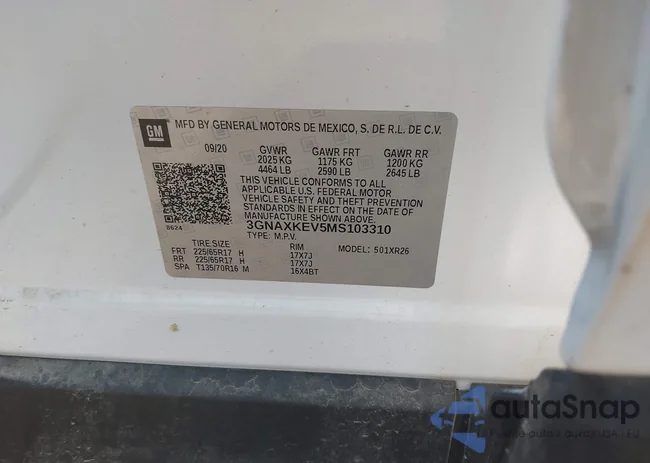 GM MFD BY GENERAL MOTORS DE MEXICO, S. DE R.L. DE C.V.
09/20 GVWR GAWR FRT GAWR RR
2025 KG 1175 KG 1200 KG
4464 LB 2590 LB 2645 LB
THIS VEHICLE CONFORMS TO ALL
APPLICABLE U.S. FEDERAL MOTOR
VEHICLE SAFETY AND THEFT PREVENTION
STANDARDS IN EFFECT ON THE DATE OF
MANUFACTURE SHOWN ABOVE.
8624 3GNAXKEV5MS103310
TYPE: M.P.V.
TIRE SIZE RIM MODEL: 501XR26
FRT 225/65R17 H 17X7J
RR 225/65R17 H 17X7J
SPA T135/70R16 M 16X4BT
autaSnap